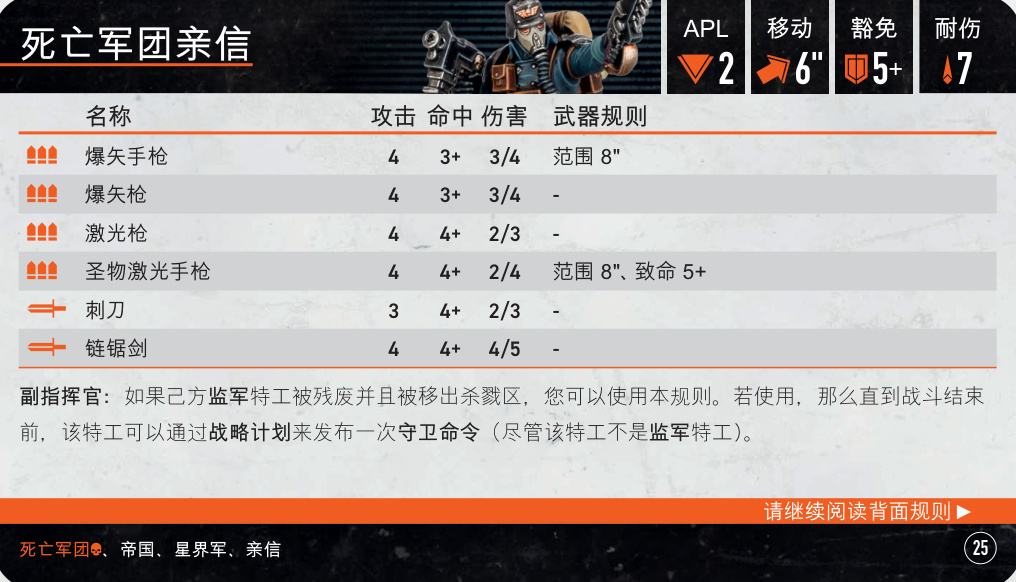 死亡军团亲信
APL 移动 豁免 耐伤
2 6" 5+ 7
名称 攻击 命中 伤害 武器规则
爆矢手枪 4 3+ 3/4 范围 8"
爆矢枪 4 3+ 3/4 -
激光枪 4 4+ 2/3 -
圣物激光手枪 4 4+ 2/4 范围 8"、致命 5+
刺刀 3 4+ 2/3 -
链锯剑 4 4+ 4/5 -
副指挥官：如果己方监军特工被残废并且被移出杀戮区，您可以使用本规则。若使用，那么直到战斗结束
前，该特工可以通过战略计划来发布一次守卫命令（尽管该特工不是监军特工）。
请继续阅读背面规则 ▶
死亡军团、帝国、星界军、亲信
25